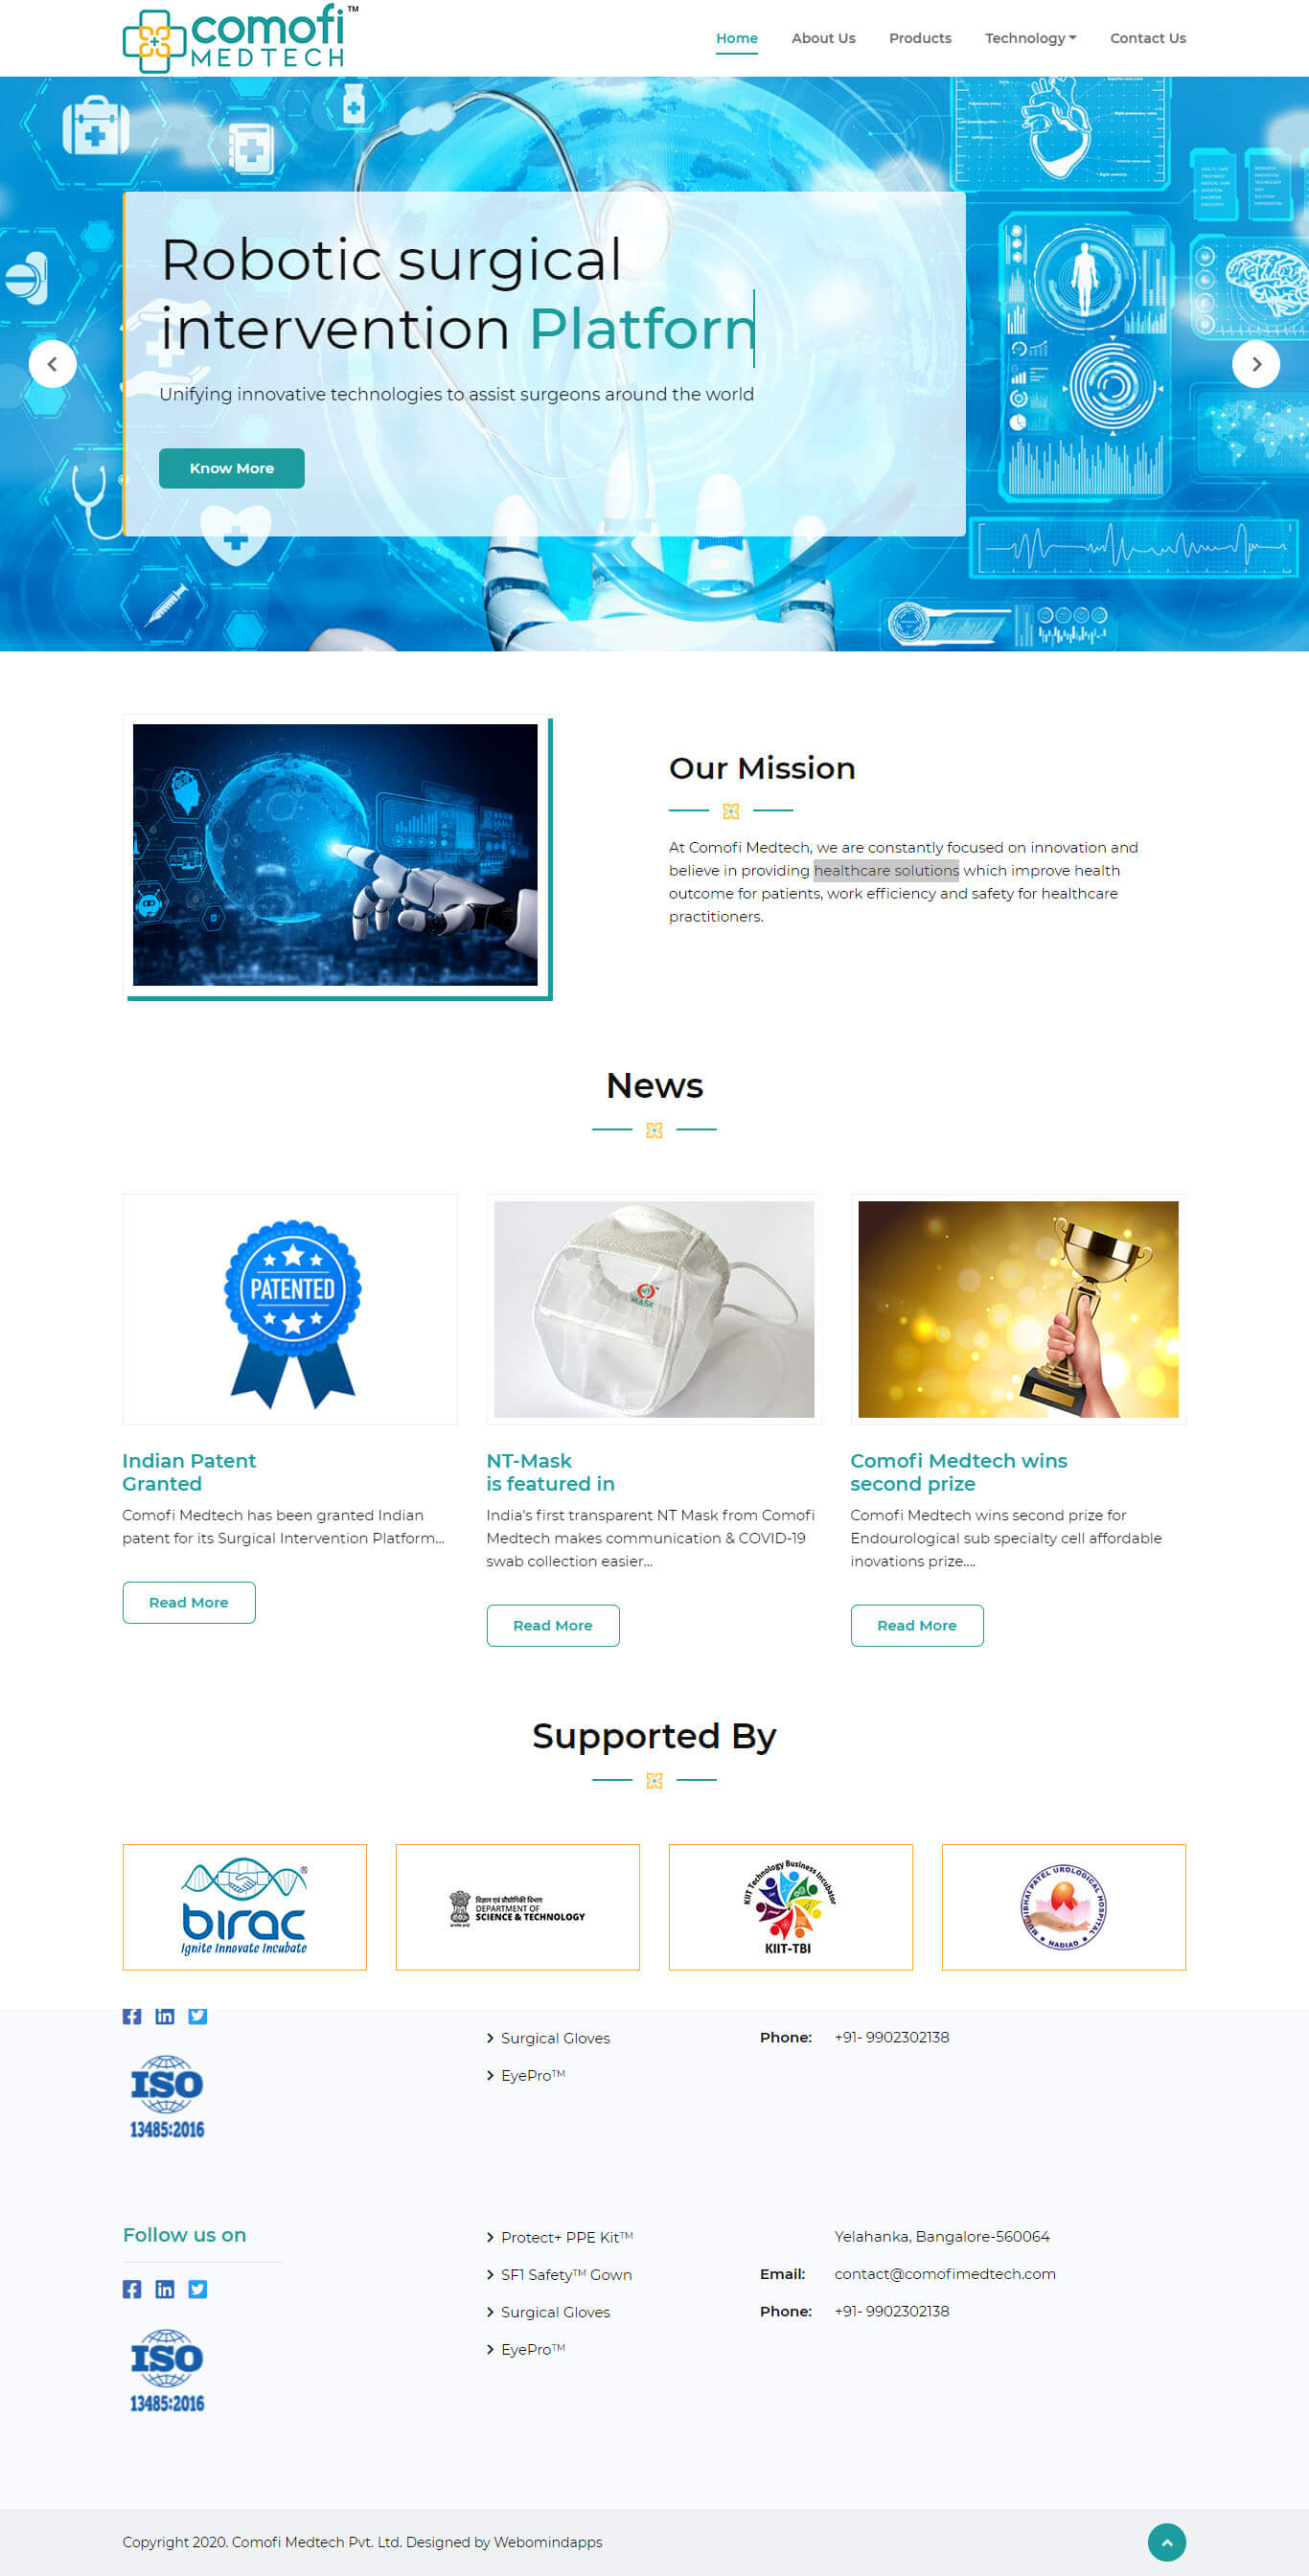 comofi™
MEDTECH
Home
About Us
Products
Technology
Contact Us
Robotic surgical
intervention Platforn
Unifying innovative technologies to assist surgeons around the world
Know More
Our Mission
At Comofi Medtech, we are constantly focused on innovation and
believe in providing healthcare solutions which improve health
outcome for patients, work efficiency and safety for healthcare
practitioners.
News
PATENTED
NT
MASK
Indian Patent
Granted
Comofi Medtech has been granted Indian
patent for its Surgical Intervention Platform...
Read More
NT-Mask
is featured in
India's first transparent NT Mask from Comofi
Medtech makes communication & COVID-19
swab collection easier...
Read More
Comofi Medtech wins
second prize
Comofi Medtech wins second prize for
Endourological sub specialty cell affordable
inovations prize....
Read More
Supported By
birac®
Ignite Innovate Incubate
विज्ञान एवं प्रौद्योगिकी विभाग
DEPARTMENT OF
SCIENCE & TECHNOLOGY
KIIT Technology Business Incubator
KIIT-TBI
MULJIBHAI PATEL UROLOGICAL HOSPITAL
NADIAD
Surgical Gloves
EyePro™
Phone: +91- 9902302138
ISO
13485:2016
Follow us on
ISO
13485:2016
Protect+ PPE Kit™
SF1 Safety™ Gown
Surgical Gloves
EyePro™
Yelahanka, Bangalore-560064
Email: contact@comofimedtech.com
Phone: +91- 9902302138
Copyright 2020. Comofi Medtech Pvt. Ltd. Designed by Webomindapps